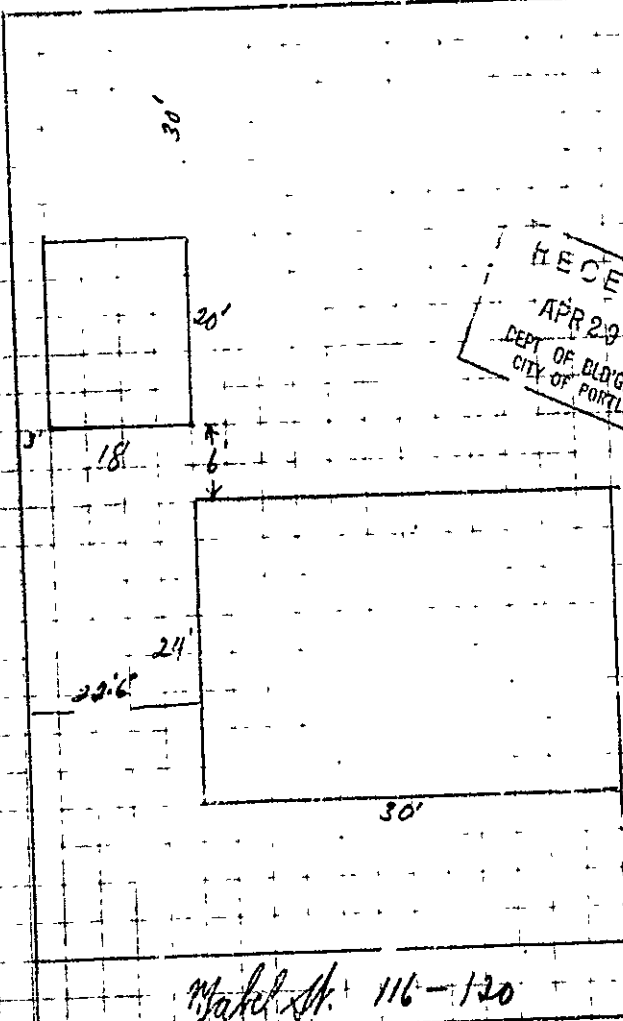 30'
RECE
APR 29
DEPT OF BLD'G
CITY OF PORTL
20'
3'
18'
6'
24'
22'6"
30'
Mabel St. 116-120